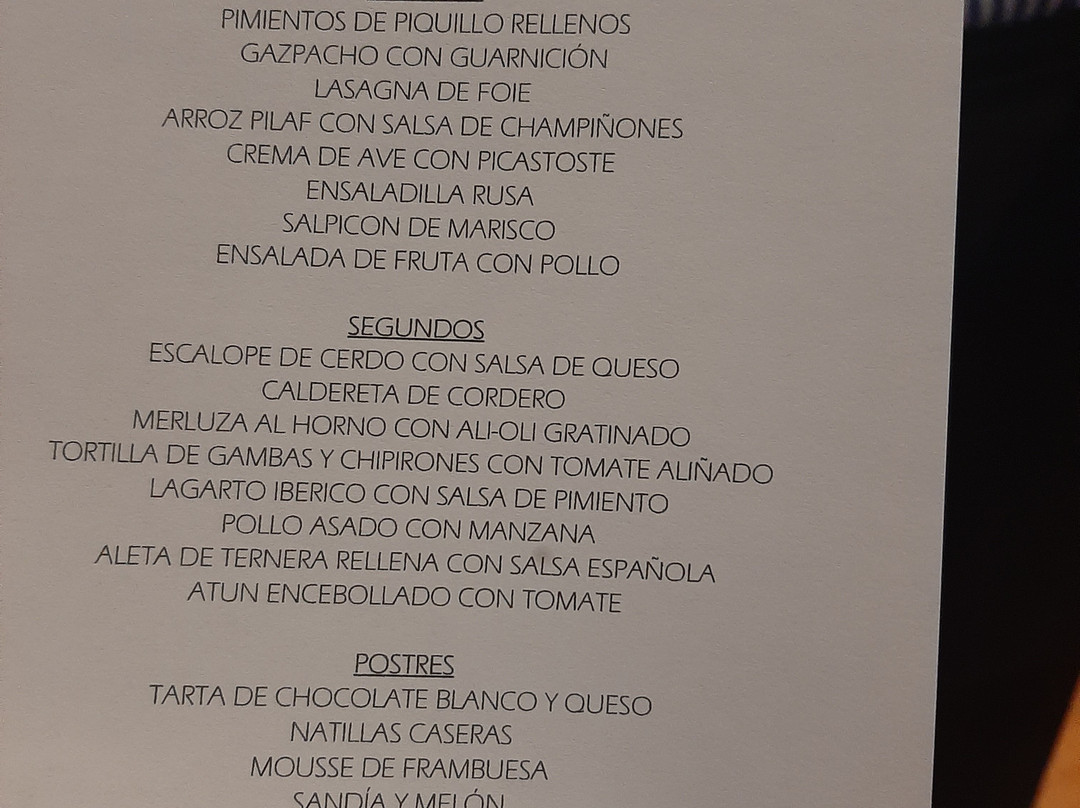 PIMIENTOS DE PIQUILLO RELLENOS
GAZPACHO CON GUARNICIÓN
LASAGNA DE FOIE
ARROZ PILAF CON SALSA DE CHAMPIÑONES
CREMA DE AVE CON PICASTOSTE
ENSALADILLA RUSA
SALPICON DE MARISCO
ENSALADA DE FRUTA CON POLLO
SEGUNDOS
ESCALOPE DE CERDO CON SALSA DE QUESO
CALDERETA DE CORDERO
MERLUZA AL HORNO CON ALI-OLI GRATINADO
TORTILLA DE GAMBAS Y CHIPIRONES CON TOMATE ALIÑADO
LAGARTO IBERICO CON SALSA DE PIMIENTO
POLLO ASADO CON MANZANA
ALETA DE TERNERA RELLENA CON SALSA ESPAÑOLA
ATUN ENCEBOLLADO CON TOMATE
POSTRES
TARTA DE CHOCOLATE BLANCO Y QUESO
NATILLAS CASERAS
MOUSSE DE FRAMBUESA
SANDÍA Y MELÓN